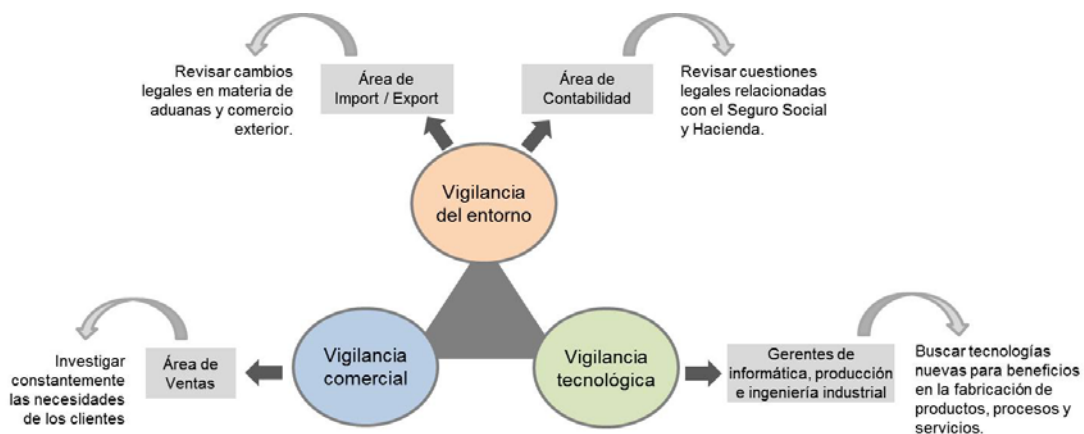 Revisar cambios
legales en materia de
aduanas y comercio
exterior.
Área de
Import / Export
Área de
Contabilidad
Revisar cuestiones
legales relacionadas
con el Seguro Social
y Hacienda.
Vigilancia
del entorno
Investigar
constantemente
las necesidades
de los clientes
Área de
Ventas
Vigilancia
comercial
Vigilancia
tecnológica
Gerentes de
informática, producción
e ingeniería industrial
Buscar tecnologías
nuevas para beneficios
en la fabricación de
productos, procesos y
servicios.